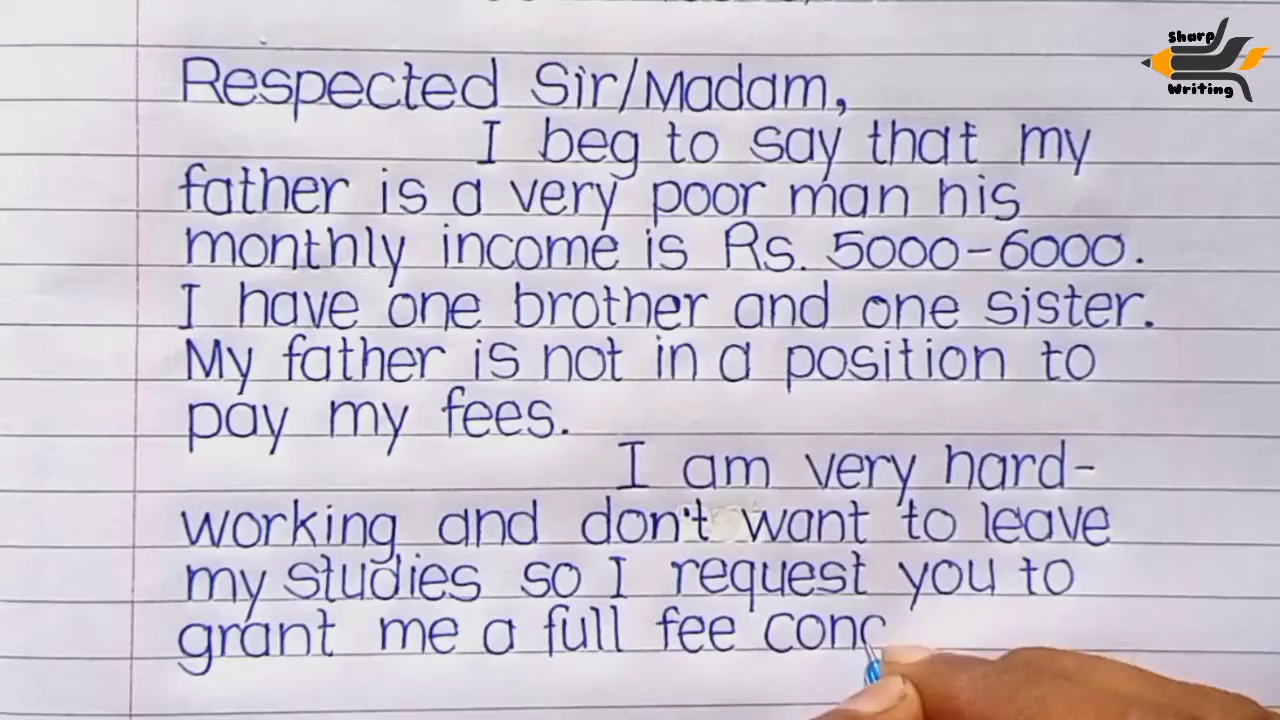 Sharp
Writing
Respected Sir/Madam,
I beg to say that my
father is a very poor man his
monthly income is Rs. 5000-6000.
I have one brother and one sister.
My father is not in a position to
pay my fees.
I am very hard-
working and don't want to leave
my studies so I request you to
grant me a full fee conc